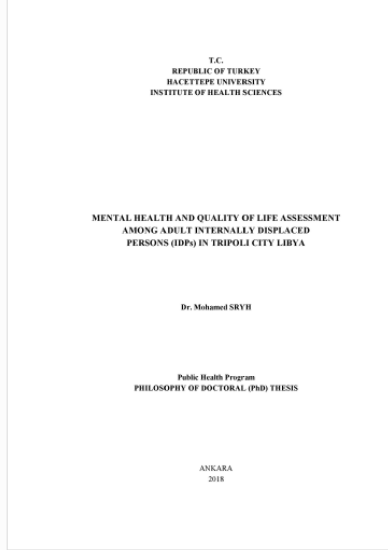 T.C.
REPUBLIC OF TURKEY
HACETTEPE UNIVERSITY
INSTITUTE OF HEALTH SCIENCES
MENTAL HEALTH AND QUALITY OF LIFE ASSESSMENT
AMONG ADULT INTERNALLY DISPLACED
PERSONS (IDPs) IN TRIPOLI CITY LIBYA
Dr. Mohamed SRYH
Public Health Program
PHILOSOPHY OF DOCTORAL (PhD) THESIS
ANKARA
2018